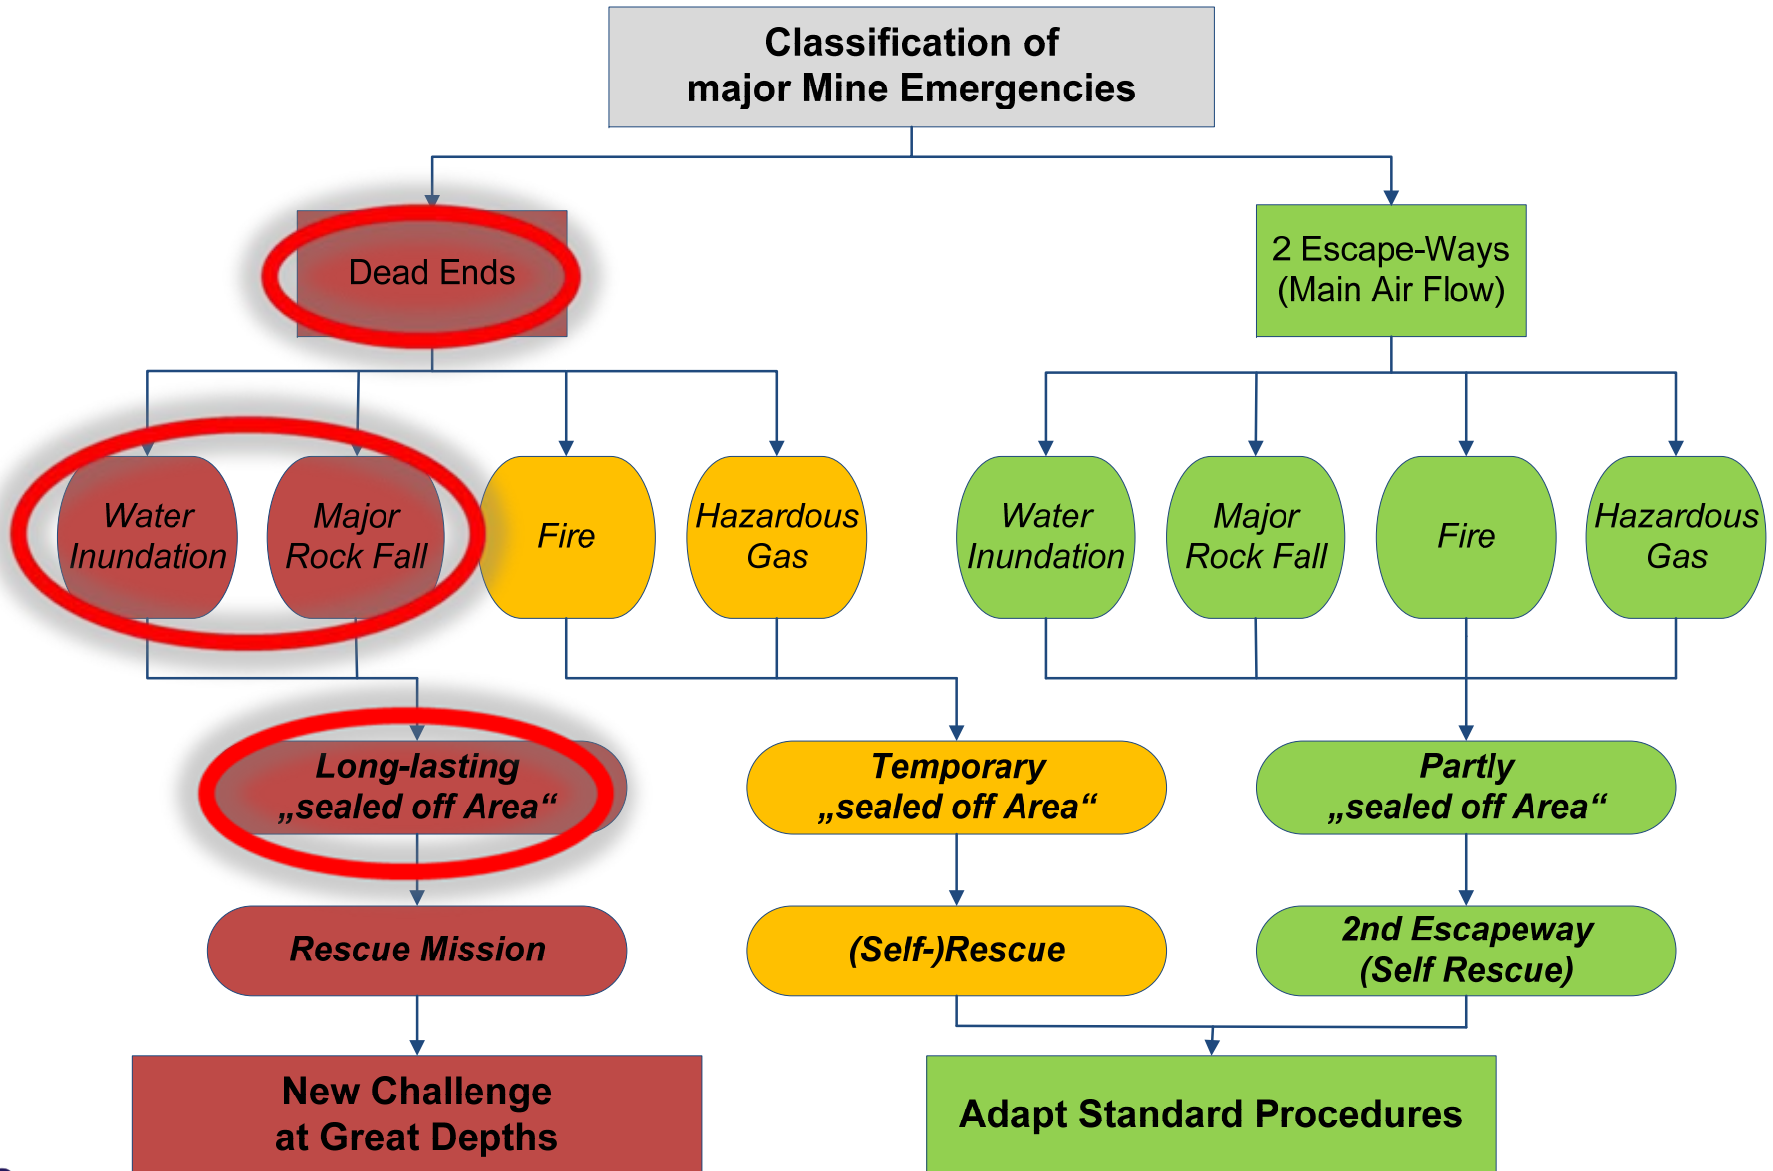 Classification of
major Mine Emergencies
Dead Ends
2 Escape-Ways
(Main Air Flow)
Water
Inundation
Major
Rock Fall
Fire
Hazardous
Gas
Water
Inundation
Major
Rock Fall
Fire
Hazardous
Gas
Long-lasting
„sealed off Area“
Temporary
„sealed off Area“
Partly
„sealed off Area“
Rescue Mission
(Self-)Rescue
2nd Escapeway
(Self Rescue)
New Challenge
at Great Depths
Adapt Standard Procedures